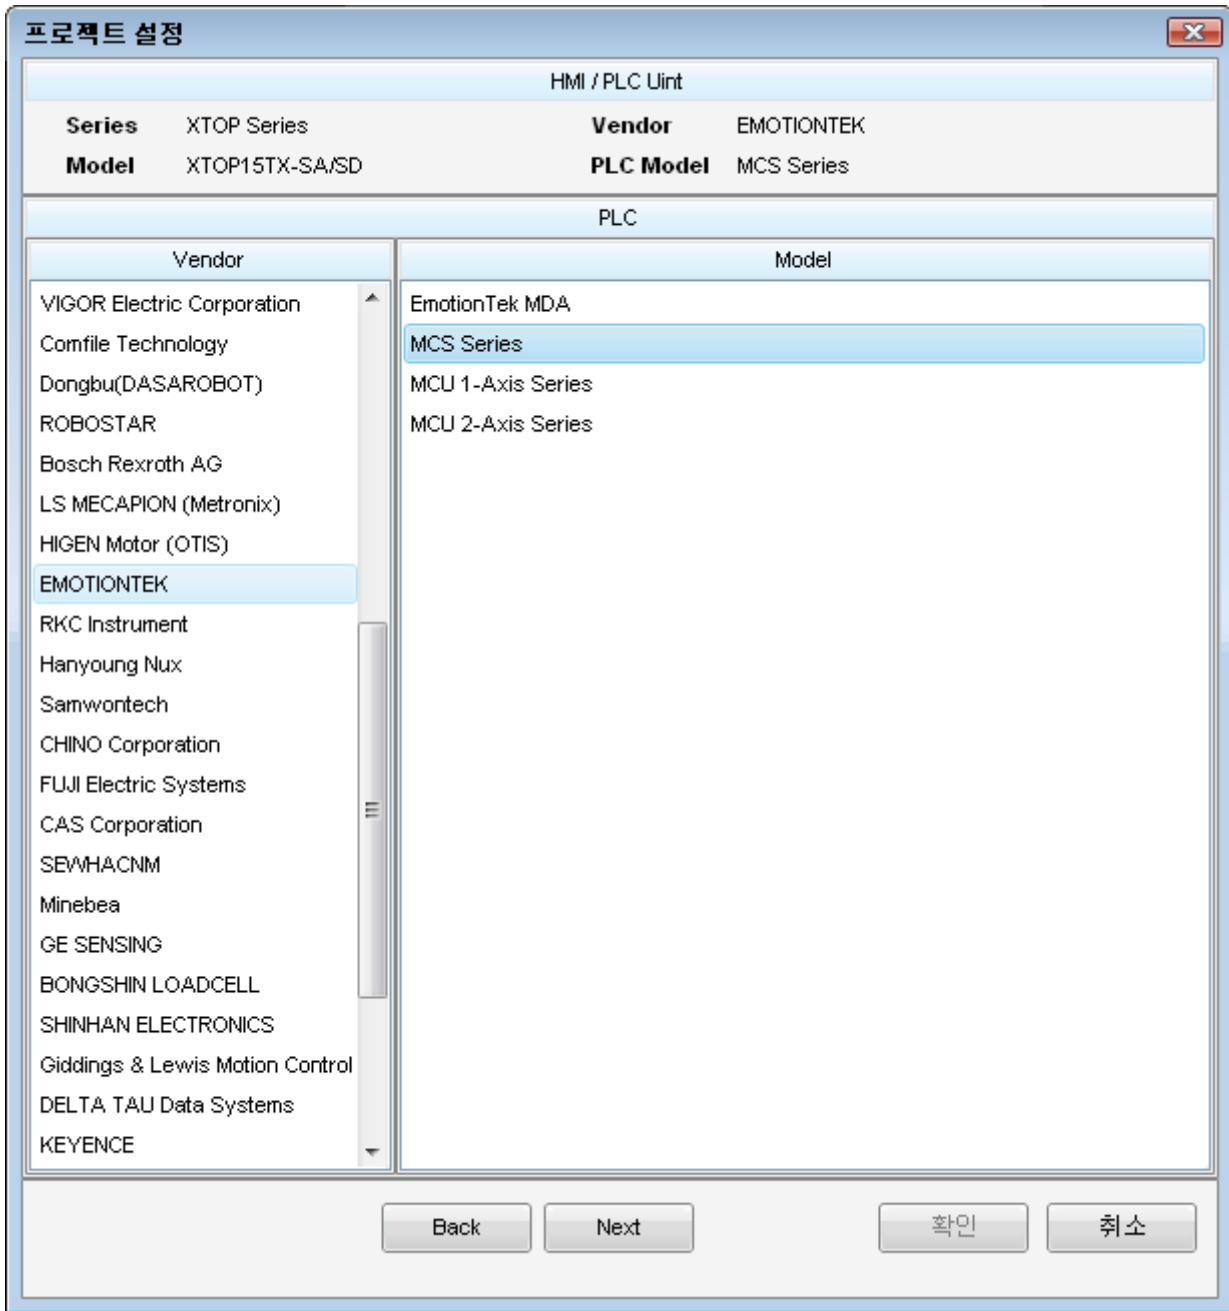 프로젝트 설정
HMI / PLC Uint
Series XTOP Series Vendor EMOTIONTEK
Model XTOP15TX-SA/SD PLC Model MCS Series
PLC
Vendor
VIGOR Electric Corporation
Comfile Technology
Dongbu(DASAROBOT)
ROBOSTAR
Bosch Rexroth AG
LS MECAPION (Metronix)
HIGEN Motor (OTIS)
EMOTIONTEK
RKC Instrument
Hanyoung Nux
Samwontech
CHINO Corporation
FUJI Electric Systems
CAS Corporation
SEWHACNM
Minebea
GE SENSING
BONGSHIN LOADCELL
SHINHAN ELECTRONICS
Giddings & Lewis Motion Control
DELTA TAU Data Systems
KEYENCE
Model
EmotionTek MDA
MCS Series
MCU 1-Axis Series
MCU 2-Axis Series
Back Next 확인 취소